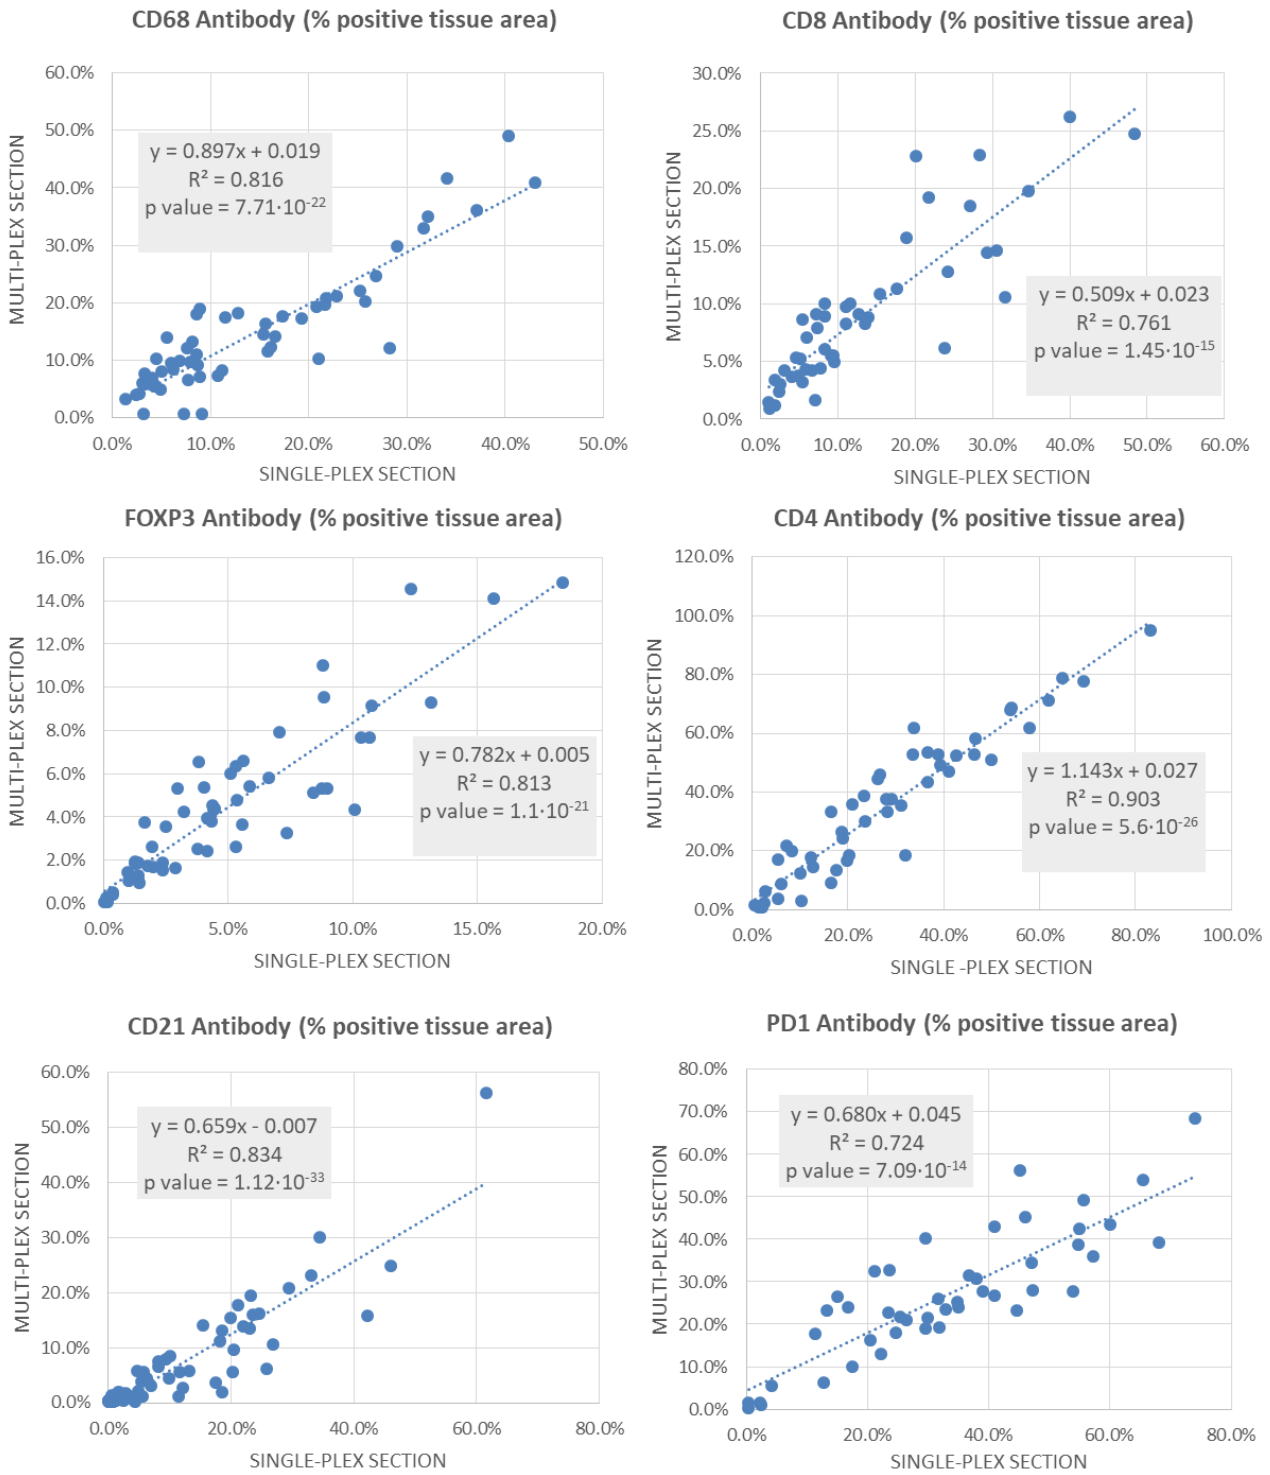 CD68 Antibody (% positive tissue area)
MULTI-PLEX SECTION
60.0%
50.0%
40.0%
30.0%
20.0%
10.0%
0.0%
y = 0.897x + 0.019
R² = 0.816
p value = 7.71·10⁻²²
0.0% 10.0% 20.0% 30.0% 40.0% 50.0%
SINGLE-PLEX SECTION
CD8 Antibody (% positive tissue area)
MULTI-PLEX SECTION
30.0%
25.0%
20.0%
15.0%
10.0%
5.0%
0.0%
y = 0.509x + 0.023
R² = 0.761
p value = 1.45·10⁻¹⁵
0.0% 10.0% 20.0% 30.0% 40.0% 50.0% 60.0%
SINGLE-PLEX SECTION
FOXP3 Antibody (% positive tissue area)
MULTI-PLEX SECTION
16.0%
14.0%
12.0%
10.0%
8.0%
6.0%
4.0%
2.0%
0.0%
y = 0.782x + 0.005
R² = 0.813
p value = 1.1·10⁻²¹
0.0% 5.0% 10.0% 15.0% 20.0%
SINGLE-PLEX SECTION
CD4 Antibody (% positive tissue area)
MULTI-PLEX SECTION
120.0%
100.0%
80.0%
60.0%
40.0%
20.0%
0.0%
y = 1.143x + 0.027
R² = 0.903
p value = 5.6·10⁻²⁶
0.0% 20.0% 40.0% 60.0% 80.0% 100.0%
SINGLE -PLEX SECTION
CD21 Antibody (% positive tissue area)
MULTI-PLEX SECTION
60.0%
50.0%
40.0%
30.0%
20.0%
10.0%
0.0%
y = 0.659x - 0.007
R² = 0.834
p value = 1.12·10⁻³³
0.0% 20.0% 40.0% 60.0% 80.0%
SINGLE-PLEX SECTION
PD1 Antibody (% positive tissue area)
MULTI-PLEX SECTION
80.0%
70.0%
60.0%
50.0%
40.0%
30.0%
20.0%
10.0%
0.0%
y = 0.680x + 0.045
R² = 0.724
p value = 7.09·10⁻¹⁴
0.0% 20.0% 40.0% 60.0% 80.0%
SINGLE-PLEX SECTION